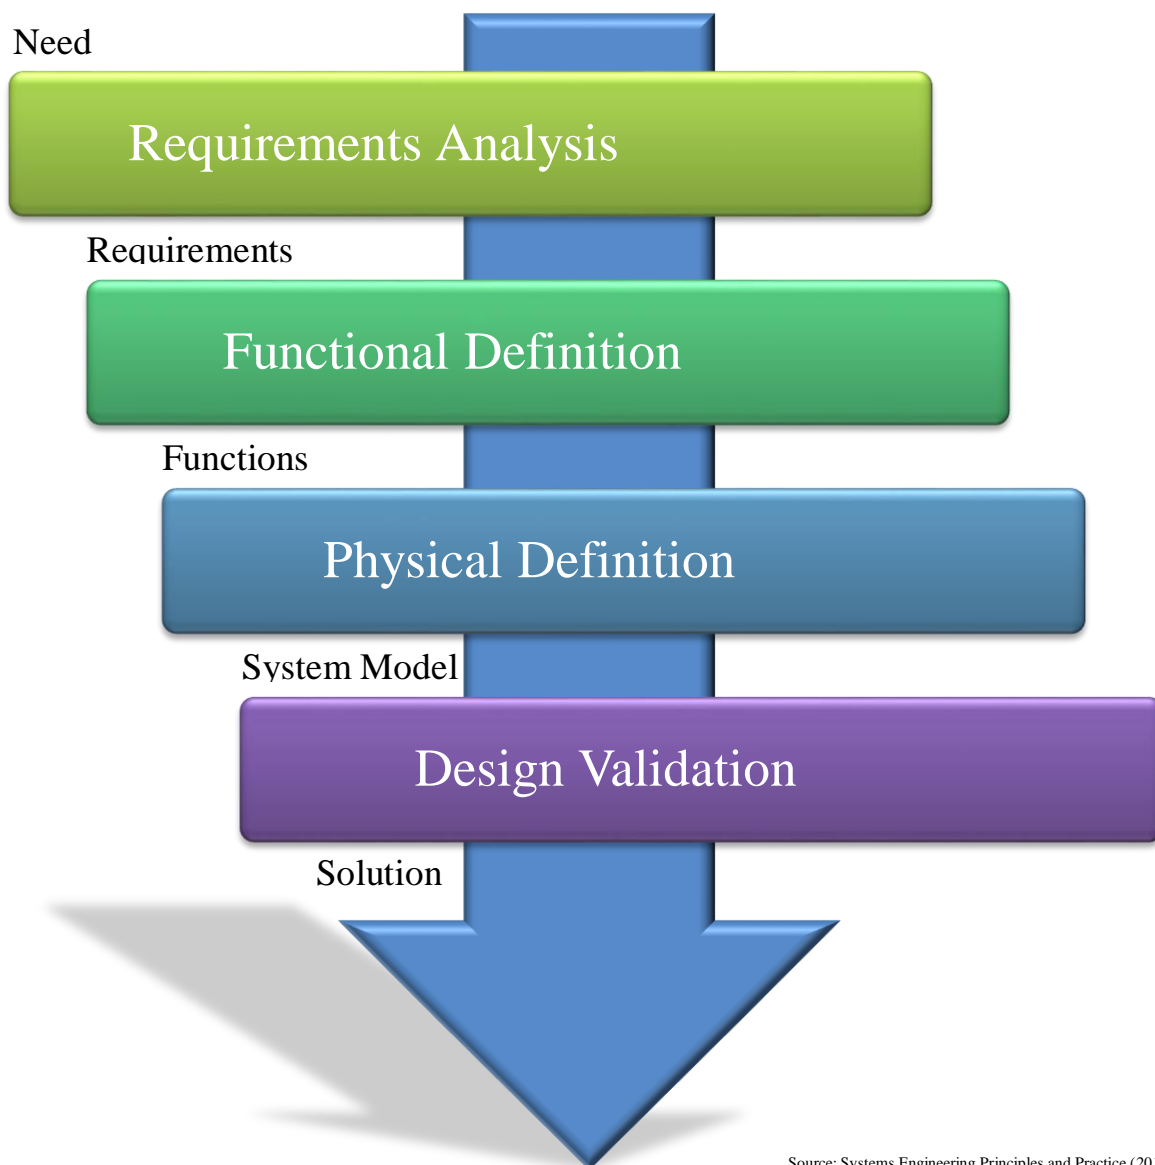 Need
Requirements Analysis
Requirements
Functional Definition
Functions
Physical Definition
System Model
Design Validation
Solution
Source: Systems Engineering Principles and Practice